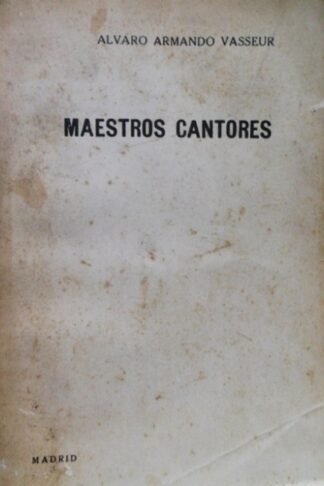 ALVARO ARMANDO VASSEUR
MAESTROS CANTORES
MADRID